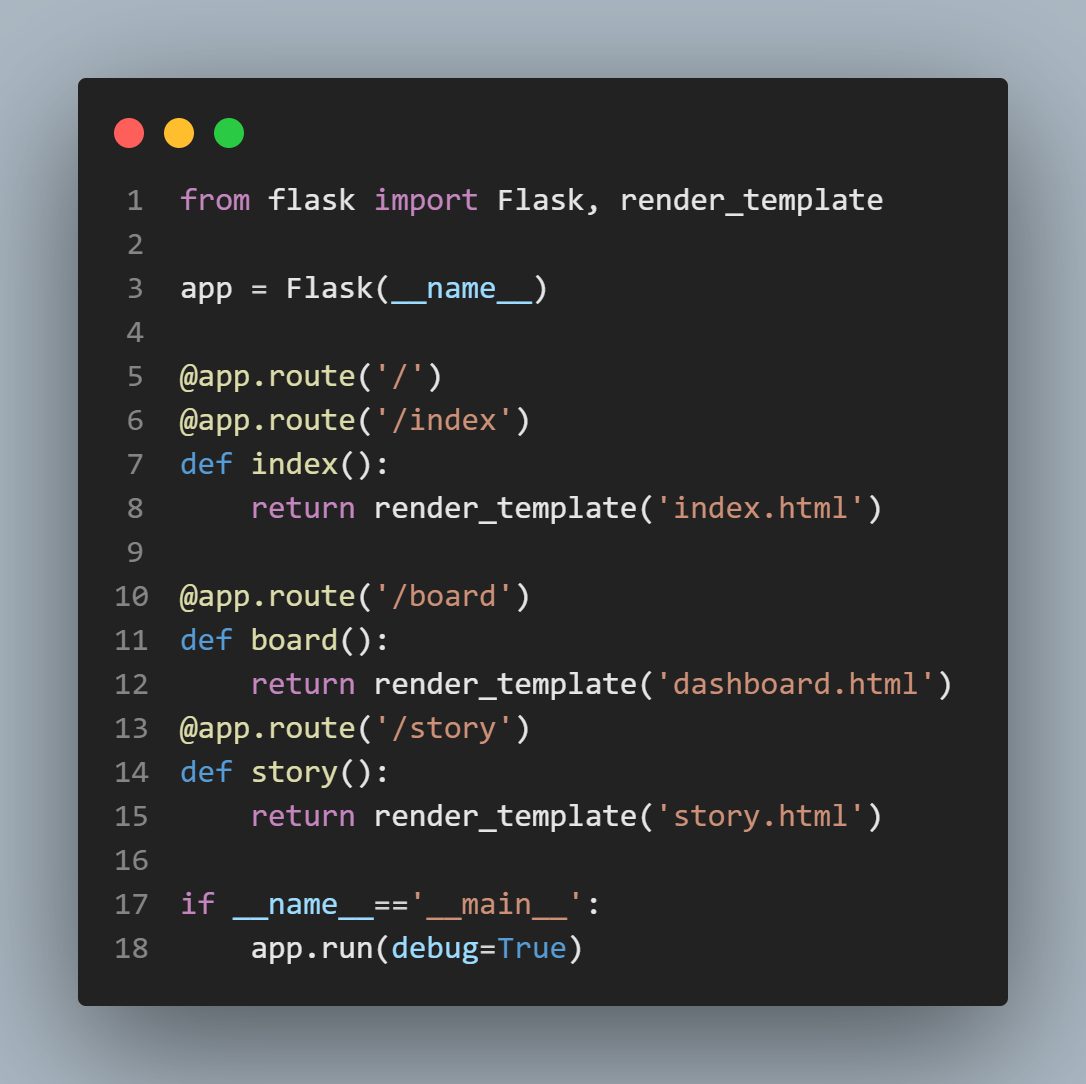 1 from flask import Flask, render_template
2
3 app = Flask(__name__)
4
5 @app.route('/')
6 @app.route('/index')
7 def index():
8     return render_template('index.html')
9
10 @app.route('/board')
11 def board():
12     return render_template('dashboard.html')
13 @app.route('/story')
14 def story():
15     return render_template('story.html')
16
17 if __name__=='__main__':
18     app.run(debug=True)